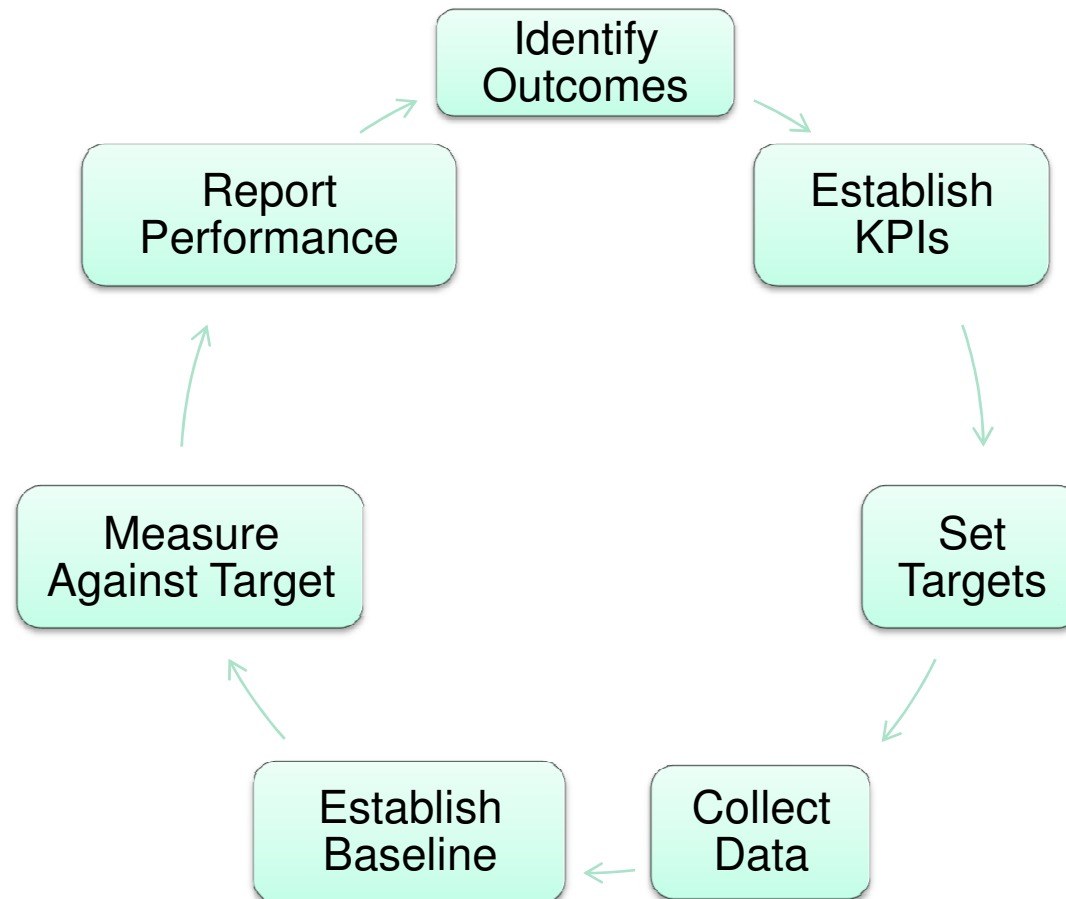 Identify
Outcomes
Establish
KPIs
Set
Targets
Collect
Data
Establish
Baseline
Measure
Against Target
Report
Performance